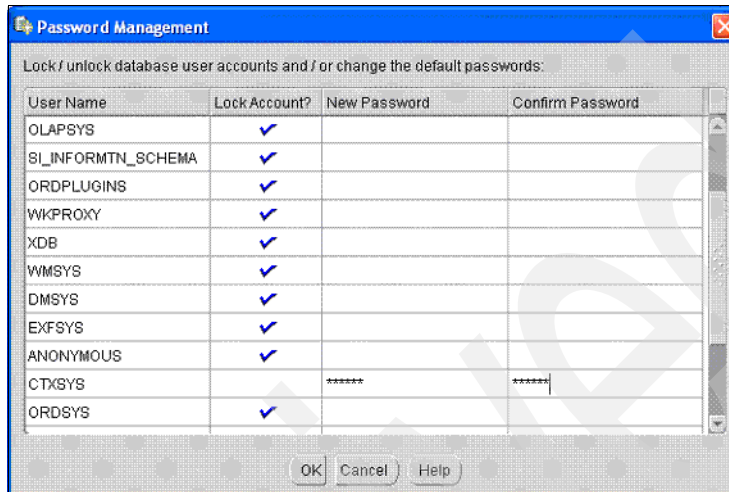 Password Management
Lock / unlock database user accounts and / or change the default passwords:
User Name Lock Account? New Password Confirm Password
OLAPSYS
SI_INFORMTN_SCHEMA
ORDPLUGINS
WKPROXY
XDB
WMSYS
DMSYS
EXFSYS
ANONYMOUS
CTXSYS ****** ******
ORDSYS
OK Cancel Help